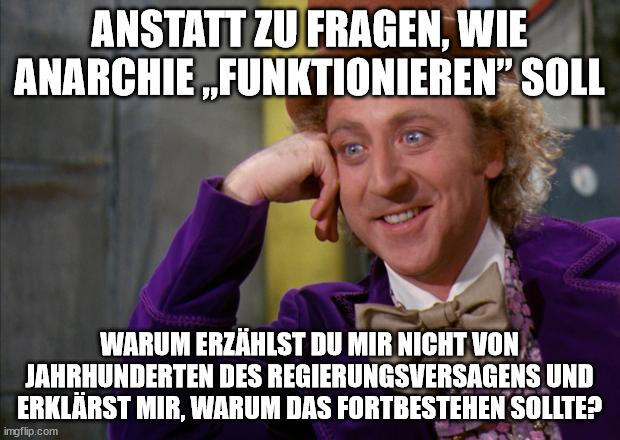 ANSTATT ZU FRAGEN, WIE
ANARCHIE „FUNKTIONIEREN” SOLL
WARUM ERZÄHLST DU MIR NICHT VON
JAHRHUNDERTEN DES REGIERUNGSVERSAGENS UND
ERKLÄRST MIR, WARUM DAS FORTBESTEHEN SOLLTE?
imgflip.com